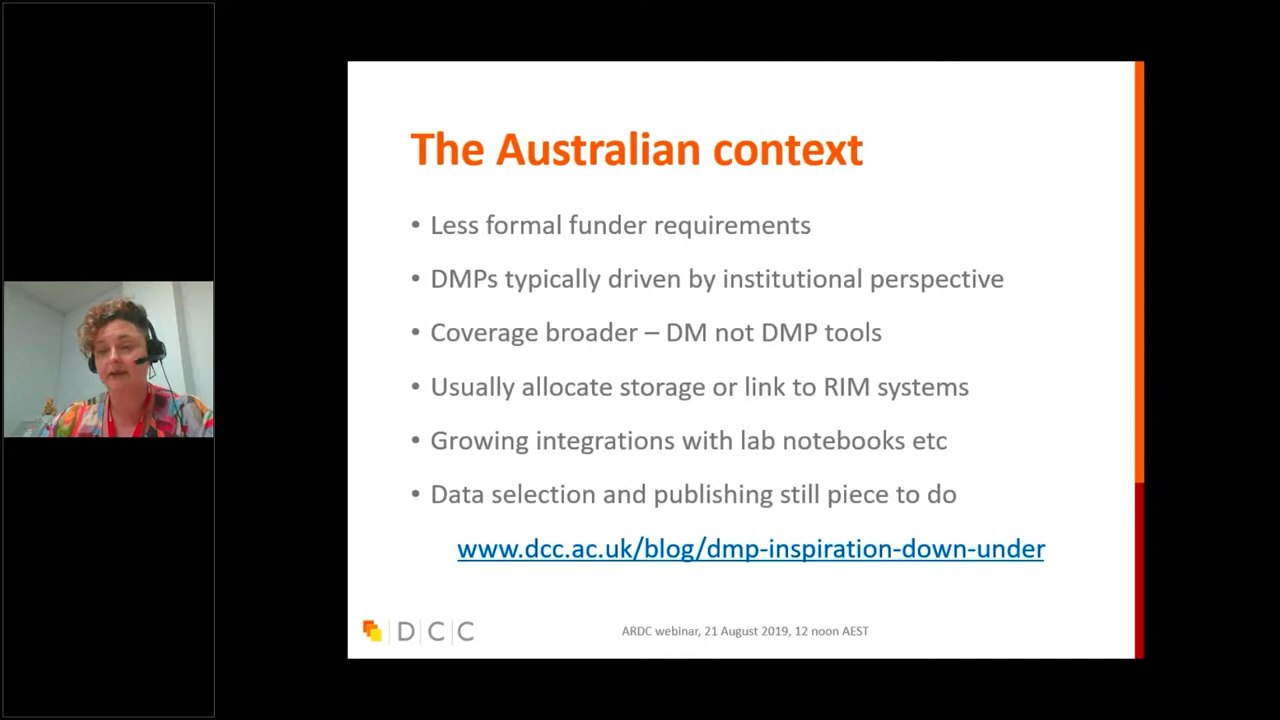 The Australian context
• Less formal funder requirements
• DMPs typically driven by institutional perspective
• Coverage broader – DM not DMP tools
• Usually allocate storage or link to RIM systems
• Growing integrations with lab notebooks etc
• Data selection and publishing still piece to do
www.dcc.ac.uk/blog/dmp-inspiration-down-under
DCC
ARDC webinar, 21 August 2019, 12 noon AEST